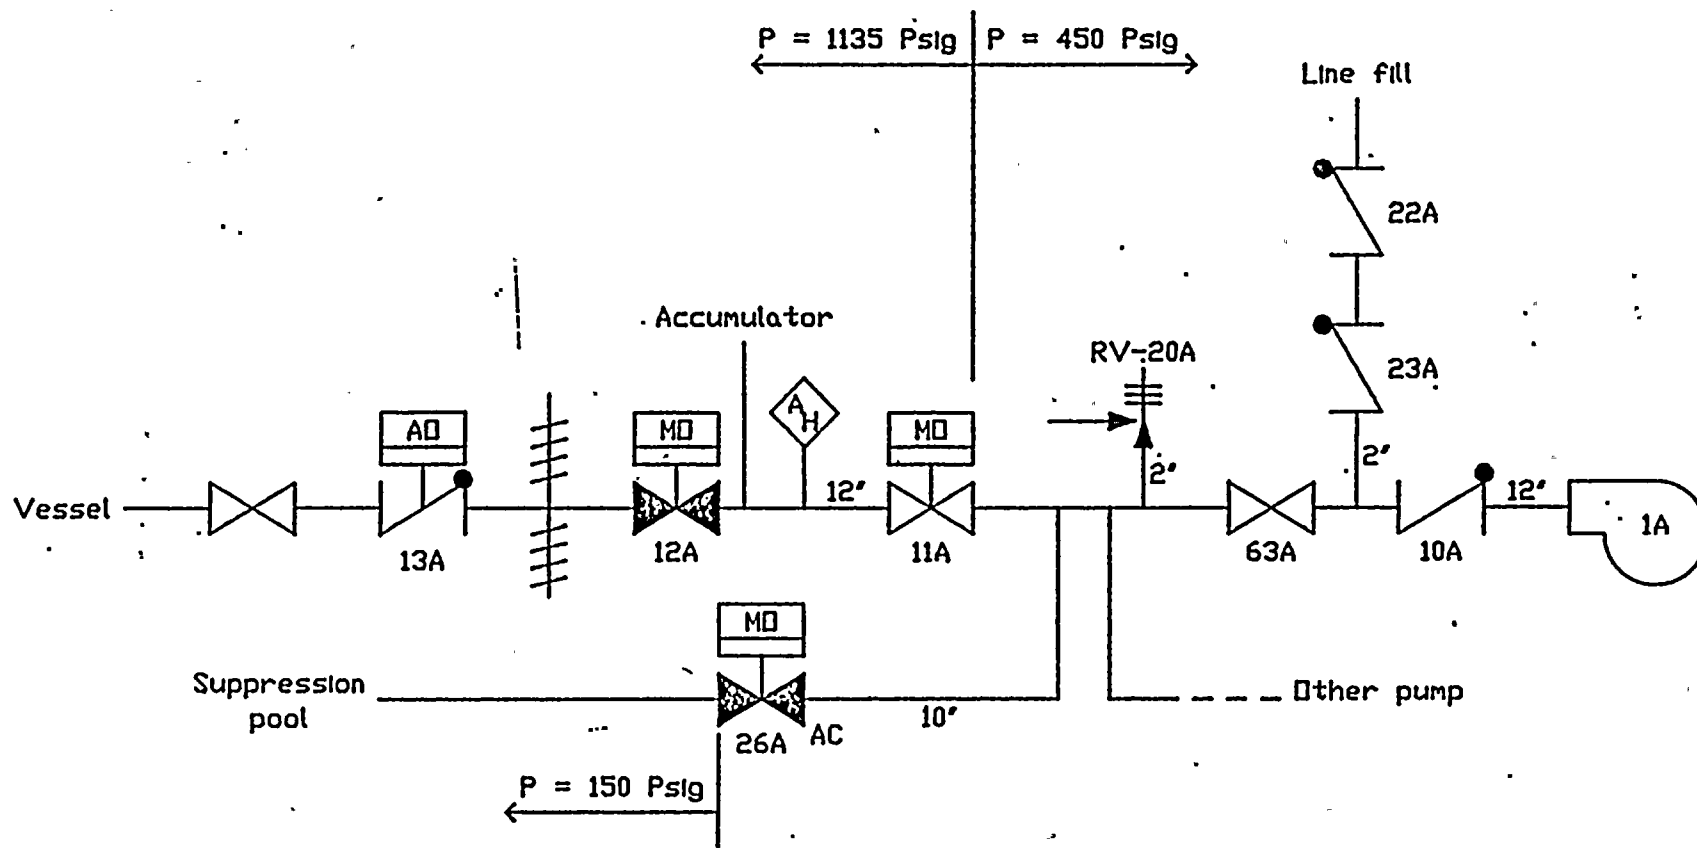 P = 1135 Psig
P = 450 Psig
Line fill
22A
Accumulator
RV-20A
23A
AO
MO
A
H
MO
2"
2"
Vessel
12"
12"
13A
12A
11A
63A
10A
1A
MO
Suppression
pool
10"
Other pump
26A
AC
P = 150 Psig